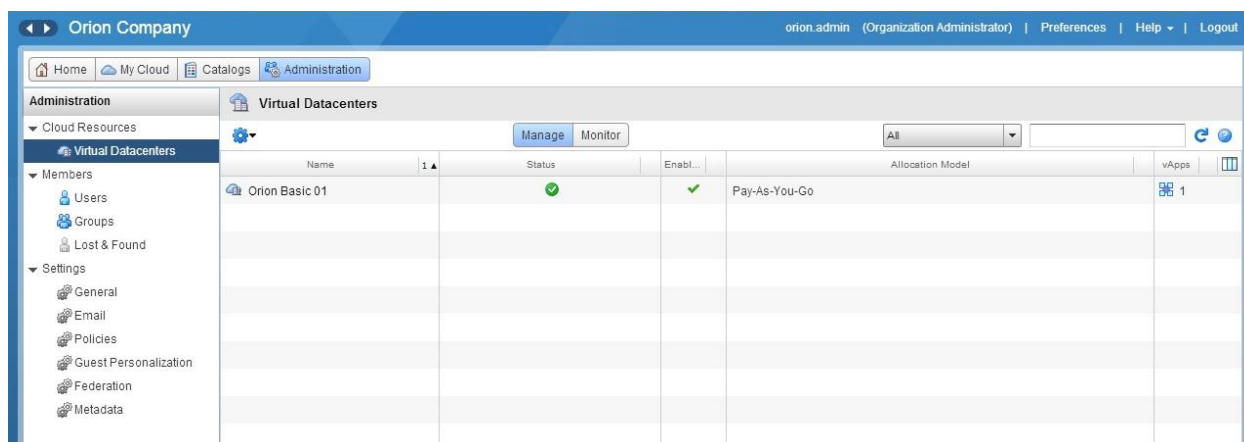 Orion Company
orion.admin (Organization Administrator) | Preferences | Help | Logout
Home My Cloud Catalogs Administration
Administration
Cloud Resources
Virtual Datacenters
Members
Users
Groups
Lost & Found
Settings
General
Email
Policies
Guest Personalization
Federation
Metadata
Virtual Datacenters
Manage Monitor
All
Name 1 Status Enabl... Allocation Model vApps
Orion Basic 01 Pay-As-You-Go 1